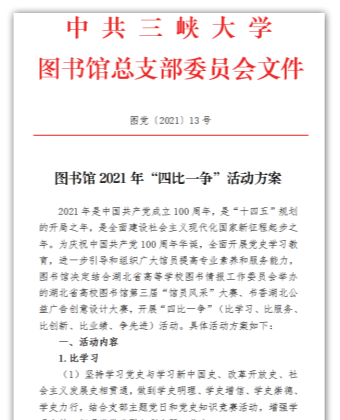 中共三峡大学
图书馆总支部委员会文件
图党〔2021〕13号
图书馆 2021 年“四比一争”活动方案
2021 年是中国共产党成立 100 周年，是“十四五”规划
的开局之年，是全面建设社会主义现代化国家新征程起步之
年。为庆祝中国共产党 100 周年华诞，全面开展党史学习教
育，进一步引导和组织广大馆员提高专业素养和服务能力，
图书馆决定结合湖北省高等学校图书情报工作委员会举办
的湖北省高校图书馆第三届“馆员风采”大赛、书香湖北公
益广告创意设计大赛，开展“四比一争”（比学习、比服务、
比创新、比业绩、争先进）活动。具体活动方案如下：
一、活动内容
1. 比学习
（1）坚持学习党史与学习新中国史、改革开放史、社
会主义发展史相贯通，做到学史明理、学史增信、学史崇德、
学史力行，结合支部主题党日和党史知识竞赛活动，增强学